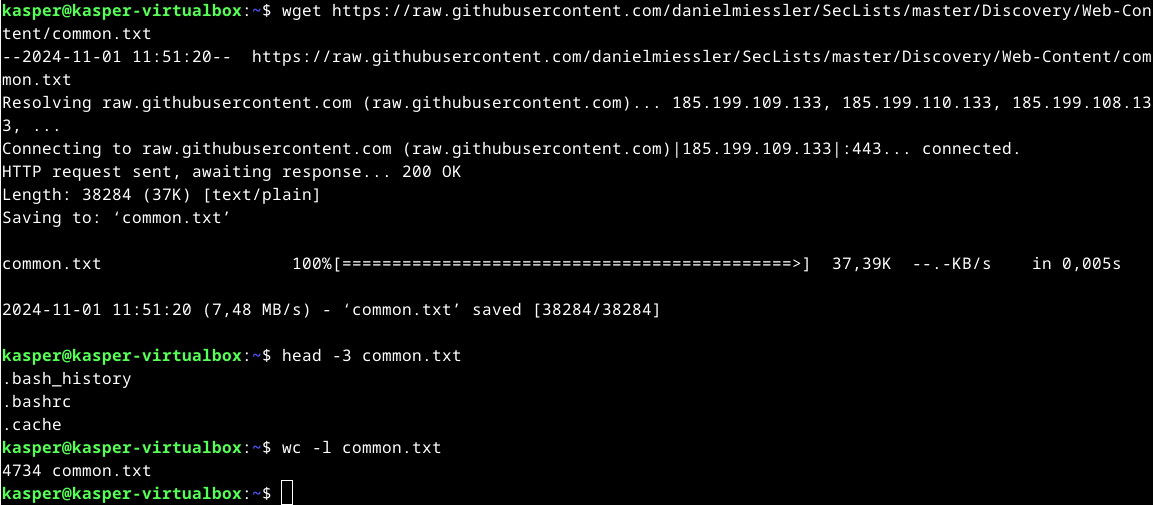 kasper@kasper-virtualbox:~$ wget https://raw.githubusercontent.com/danielmiessler/SecLists/master/Discovery/Web-Con
tent/common.txt
--2024-11-01 11:51:20--  https://raw.githubusercontent.com/danielmiessler/SecLists/master/Discovery/Web-Content/com
mon.txt
Resolving raw.githubusercontent.com (raw.githubusercontent.com)... 185.199.109.133, 185.199.110.133, 185.199.108.13
3, ...
Connecting to raw.githubusercontent.com (raw.githubusercontent.com)|185.199.109.133|:443... connected.
HTTP request sent, awaiting response... 200 OK
Length: 38284 (37K) [text/plain]
Saving to: ‘common.txt’

common.txt                   100%[=============================================>]  37,39K  --.-KB/s    in 0,005s

2024-11-01 11:51:20 (7,48 MB/s) - ‘common.txt’ saved [38284/38284]

kasper@kasper-virtualbox:~$ head -3 common.txt
.bash_history
.bashrc
.cache
kasper@kasper-virtualbox:~$ wc -l common.txt
4734 common.txt
kasper@kasper-virtualbox:~$